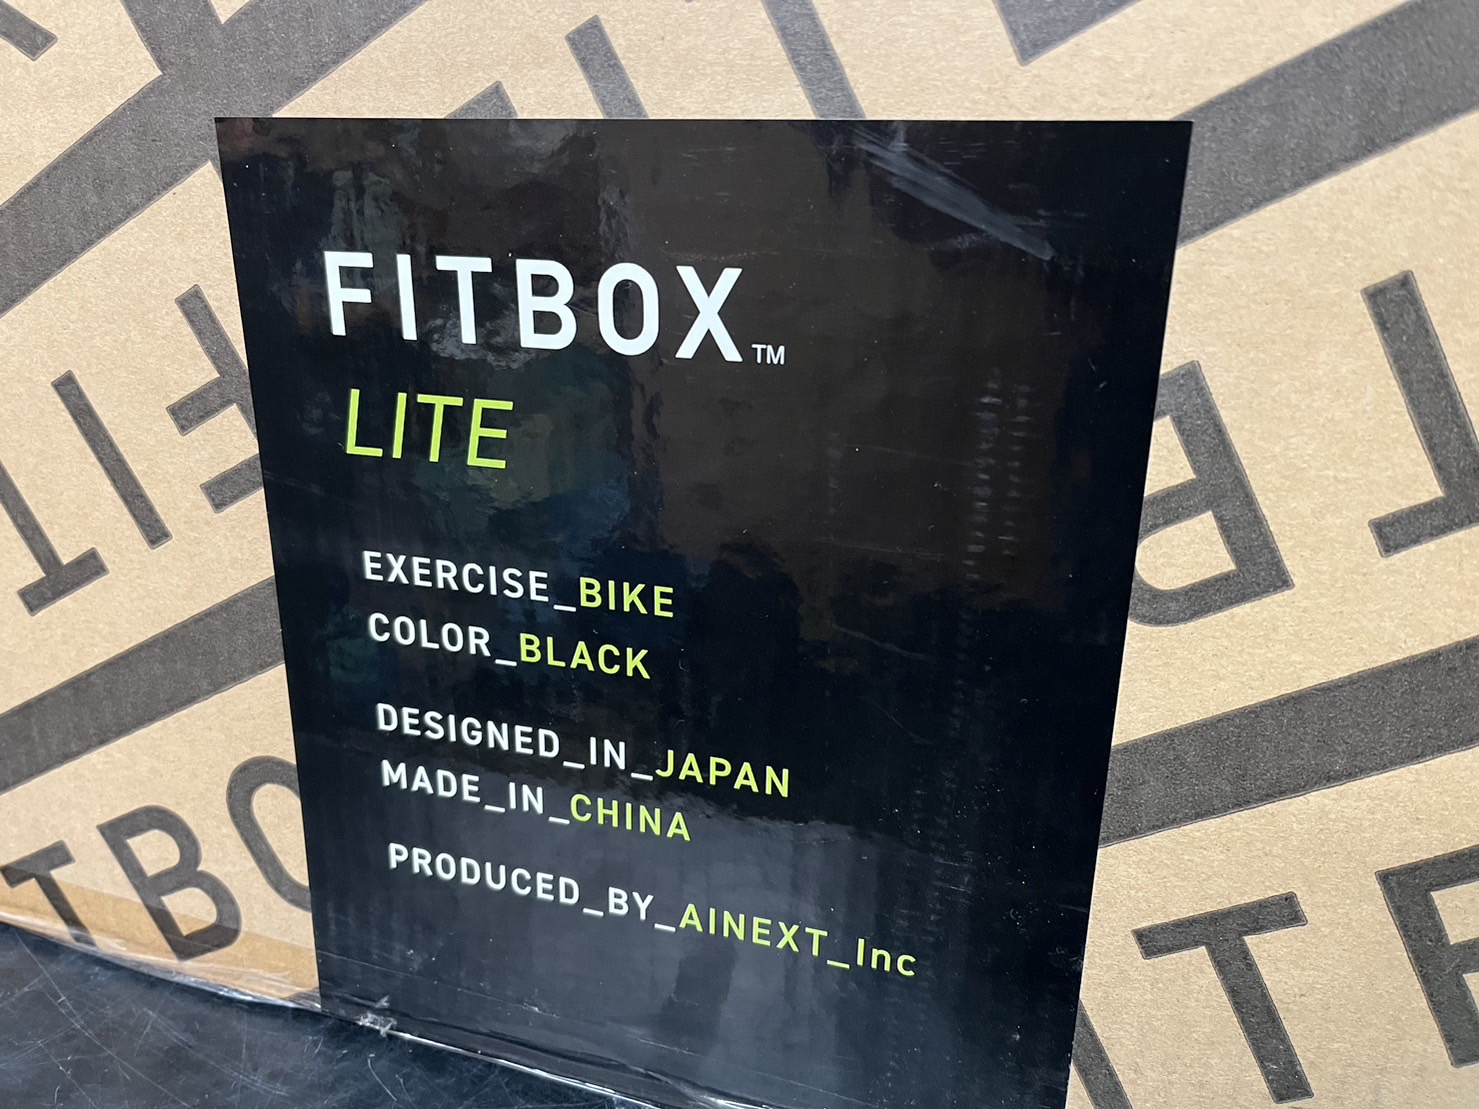 FITBOX™
LITE
EXERCISE_BIKE
COLOR_BLACK
DESIGNED_IN_JAPAN
MADE_IN_CHINA
PRODUCED_BY_AINEXT_Inc